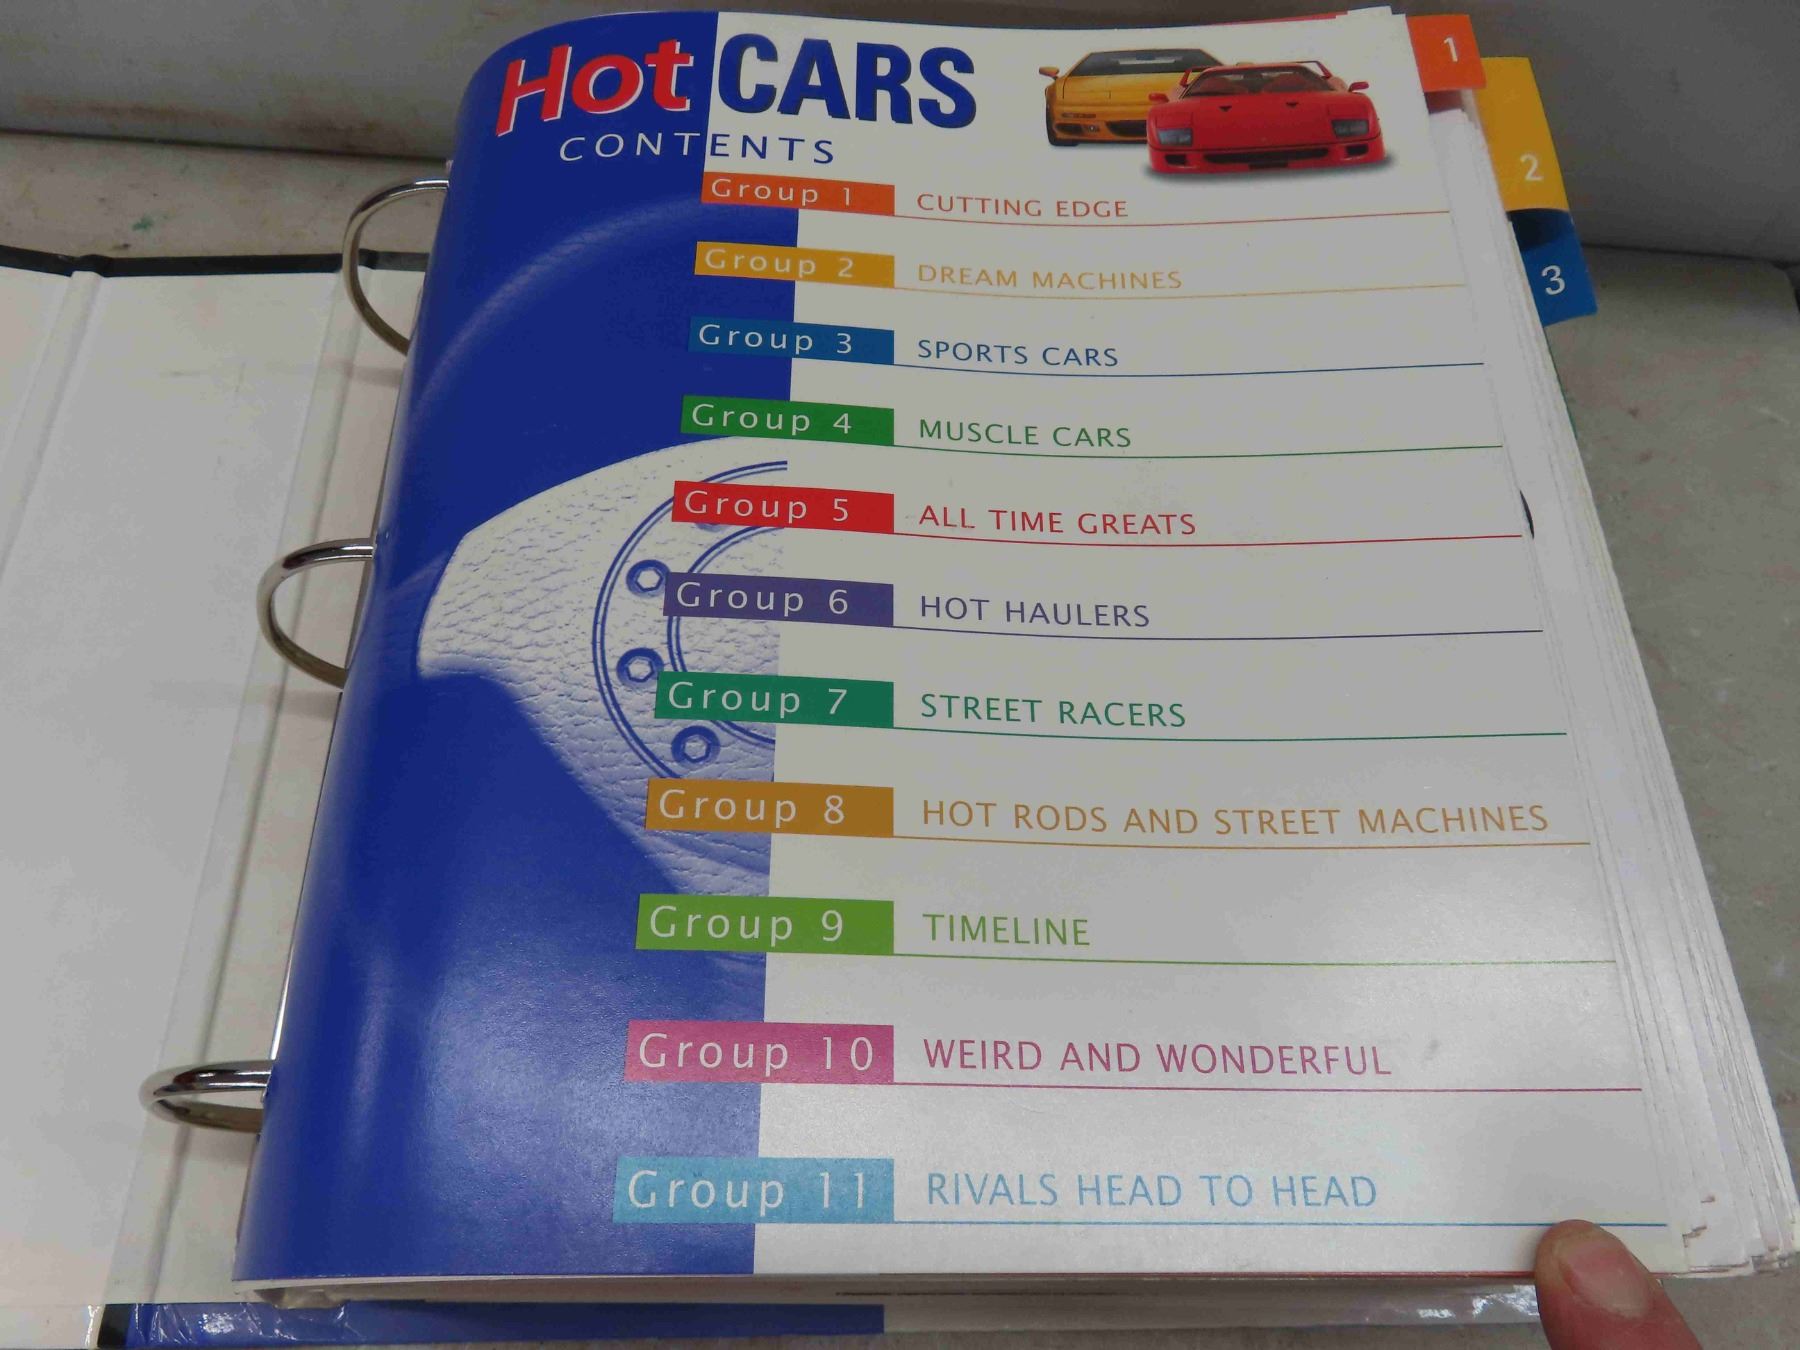 Hot CARS
CONTENTS
Group 1 CUTTING EDGE
Group 2 DREAM MACHINES
Group 3 SPORTS CARS
Group 4 MUSCLE CARS
Group 5 ALL TIME GREATS
Group 6 HOT HAULERS
Group 7 STREET RACERS
Group 8 HOT RODS AND STREET MACHINES
Group 9 TIMELINE
Group 10 WEIRD AND WONDERFUL
Group 11 RIVALS HEAD TO HEAD
1
2
3